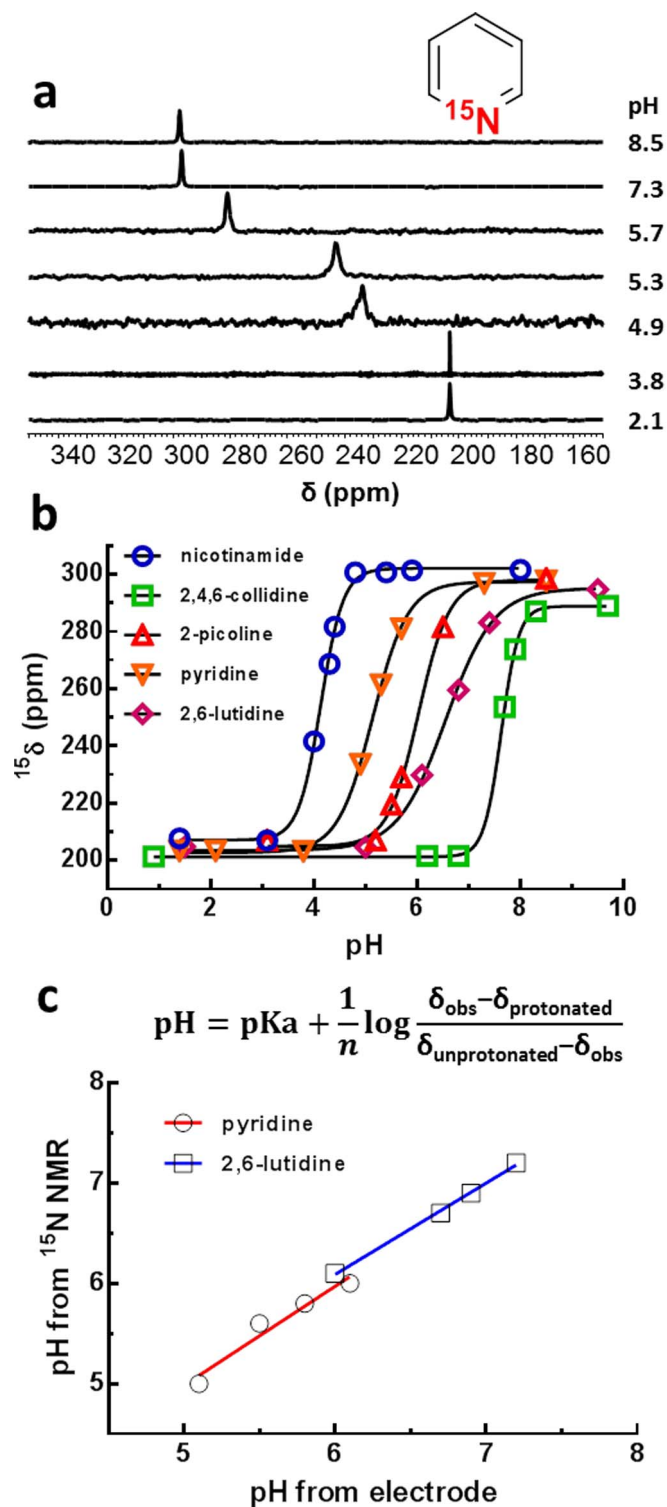 a
15N
pH
8.5
7.3
5.7
5.3
4.9
3.8
2.1
340 320 300 280 260 240 220 200 180 160
δ (ppm)
b
nicotinamide
2,4,6-collidine
2-picoline
pyridine
2,6-lutidine
300
280
260
240
220
200
15δ (ppm)
0 2 4 6 8 10
pH
c
pH = pKa + 1/n log (δobs−δprotonated)/(δunprotonated−δobs)
8
7
6
5
pyridine
2,6-lutidine
pH from 15N NMR
5 6 7 8
pH from electrode